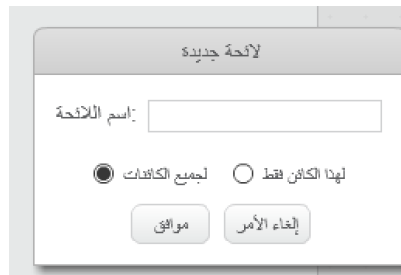 لائحة جديدة
اسم اللائحة:
لهذا الكائن فقط لجميع الكائنات
إلغاء الأمر موافق